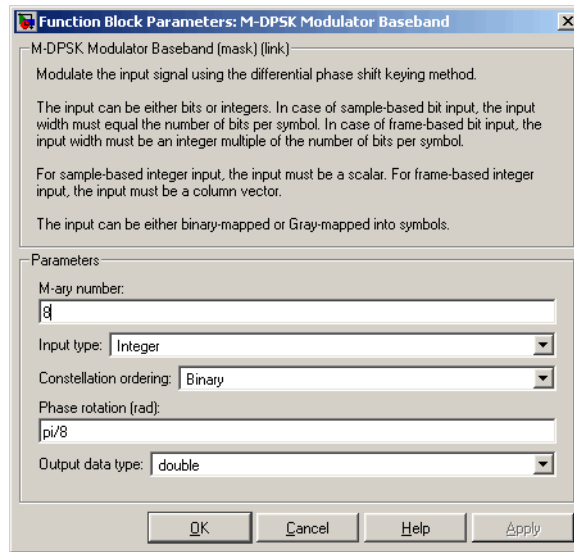 Function Block Parameters: M-DPSK Modulator Baseband
M-DPSK Modulator Baseband (mask) (link)
Modulate the input signal using the differential phase shift keying method.
The input can be either bits or integers. In case of sample-based bit input, the input
width must equal the number of bits per symbol. In case of frame-based bit input, the
input width must be an integer multiple of the number of bits per symbol.
For sample-based integer input, the input must be a scalar. For frame-based integer
input, the input must be a column vector.
The input can be either binary-mapped or Gray-mapped into symbols.
Parameters
M-ary number:
8
Input type: Integer
Constellation ordering: Binary
Phase rotation (rad):
pi/8
Output data type: double
OK Cancel Help Apply